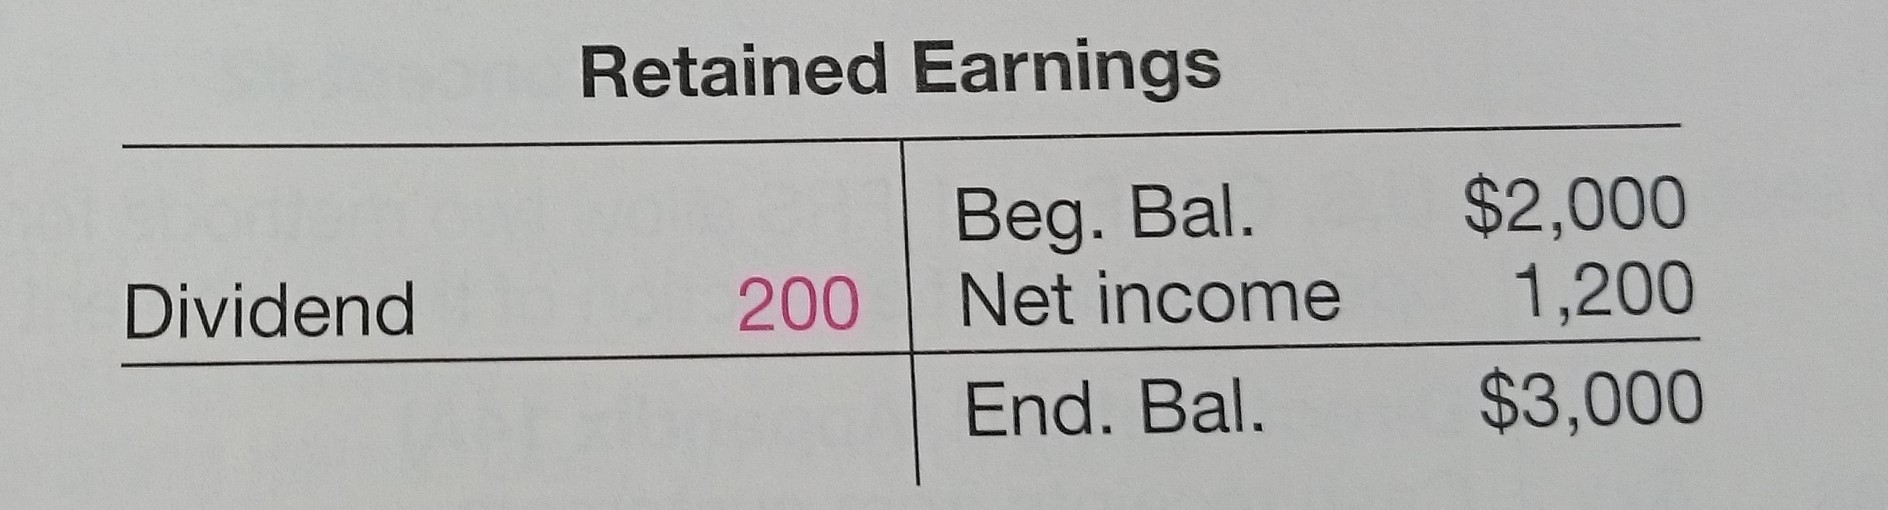 Retained Earnings
Beg. Bal. $2,000
Dividend 200 Net income 1,200
End. Bal. $3,000